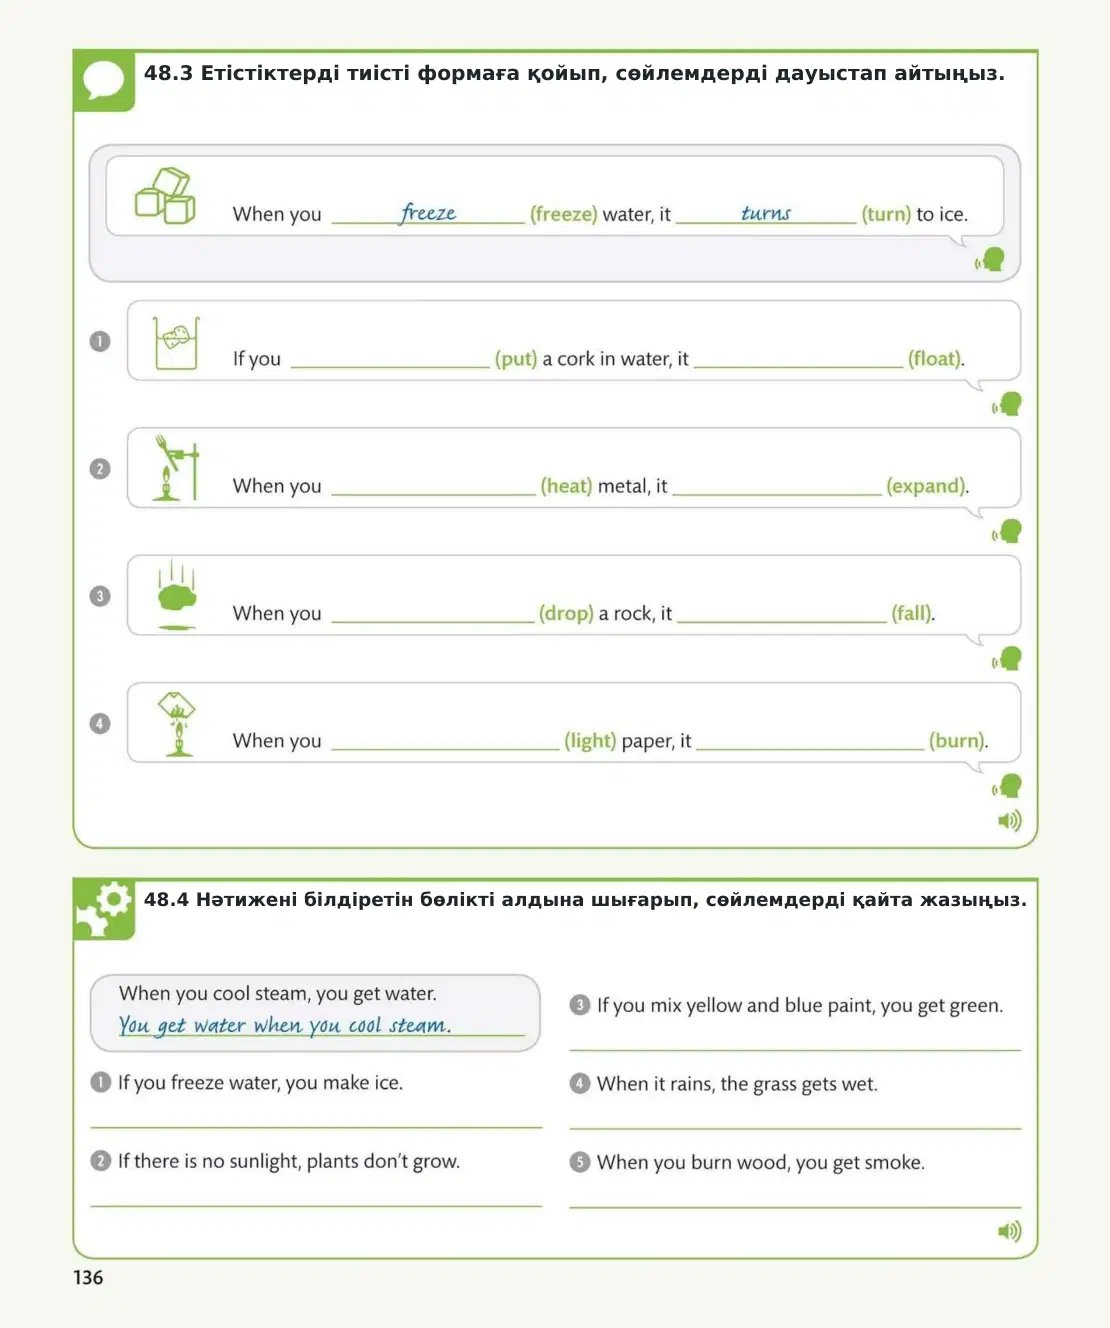 48.3 Етістіктерді тиісті формаға қойып, сөйлемдерді дауыстап айтыңыз.
When you freeze (freeze) water, it turns (turn) to ice.
1 If you (put) a cork in water, it (float).
2 When you (heat) metal, it (expand).
3 When you (drop) a rock, it (fall).
4 When you (light) paper, it (burn).
48.4 Нәтижені білдіретін бөлікті алдына шығарып, сөйлемдерді қайта жазыңыз.
When you cool steam, you get water.
You get water when you cool steam.
1 If you freeze water, you make ice.
2 If there is no sunlight, plants don't grow.
3 If you mix yellow and blue paint, you get green.
4 When it rains, the grass gets wet.
5 When you burn wood, you get smoke.
136